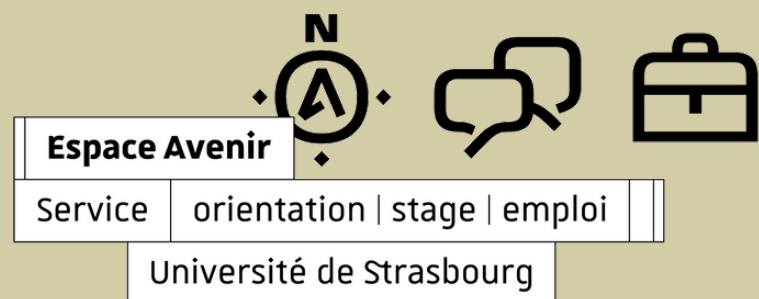 N
Espace Avenir
Service orientation | stage | emploi
Université de Strasbourg